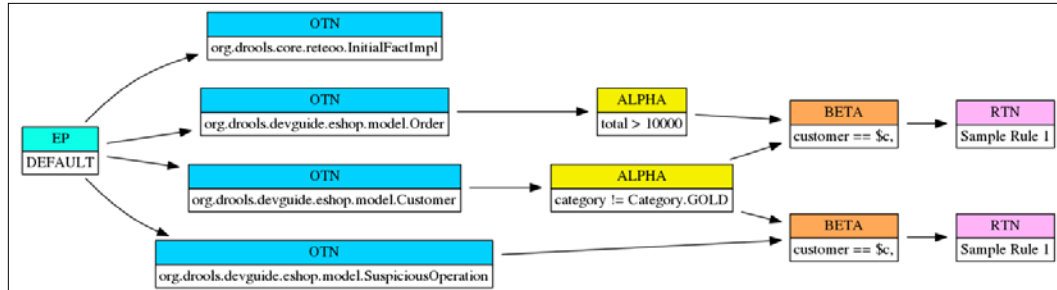 OTN
org.drools.core.reteoo.InitialFactImpl
OTN
org.drools.devguide.eshop.model.Order
ALPHA
total > 10000
BETA
customer == $c,
RTN
Sample Rule 1
EP
DEFAULT
OTN
org.drools.devguide.eshop.model.Customer
ALPHA
category != Category.GOLD
BETA
customer == $c,
RTN
Sample Rule 1
OTN
org.drools.devguide.eshop.model.SuspiciousOperation